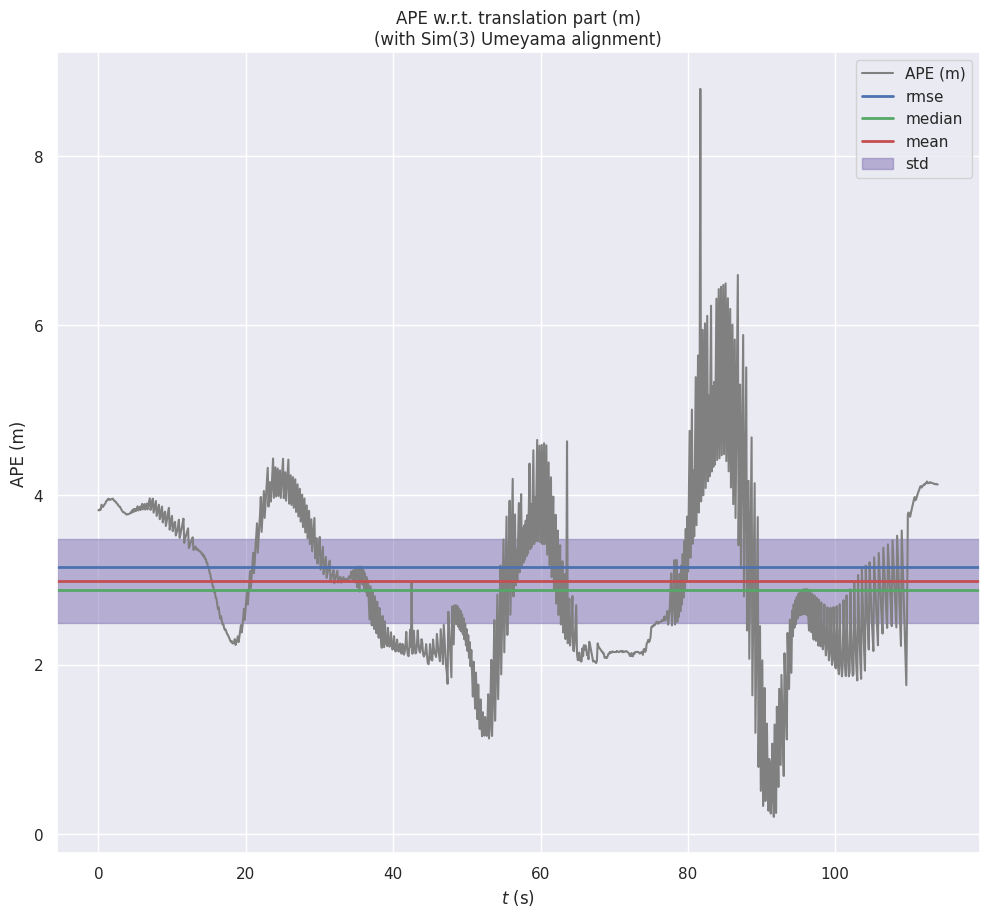 APE w.r.t. translation part (m)
(with Sim(3) Umeyama alignment)
APE (m)
rmse
median
mean
std
APE (m)
8
6
4
2
0
0 20 40 60 80 100
t (s)